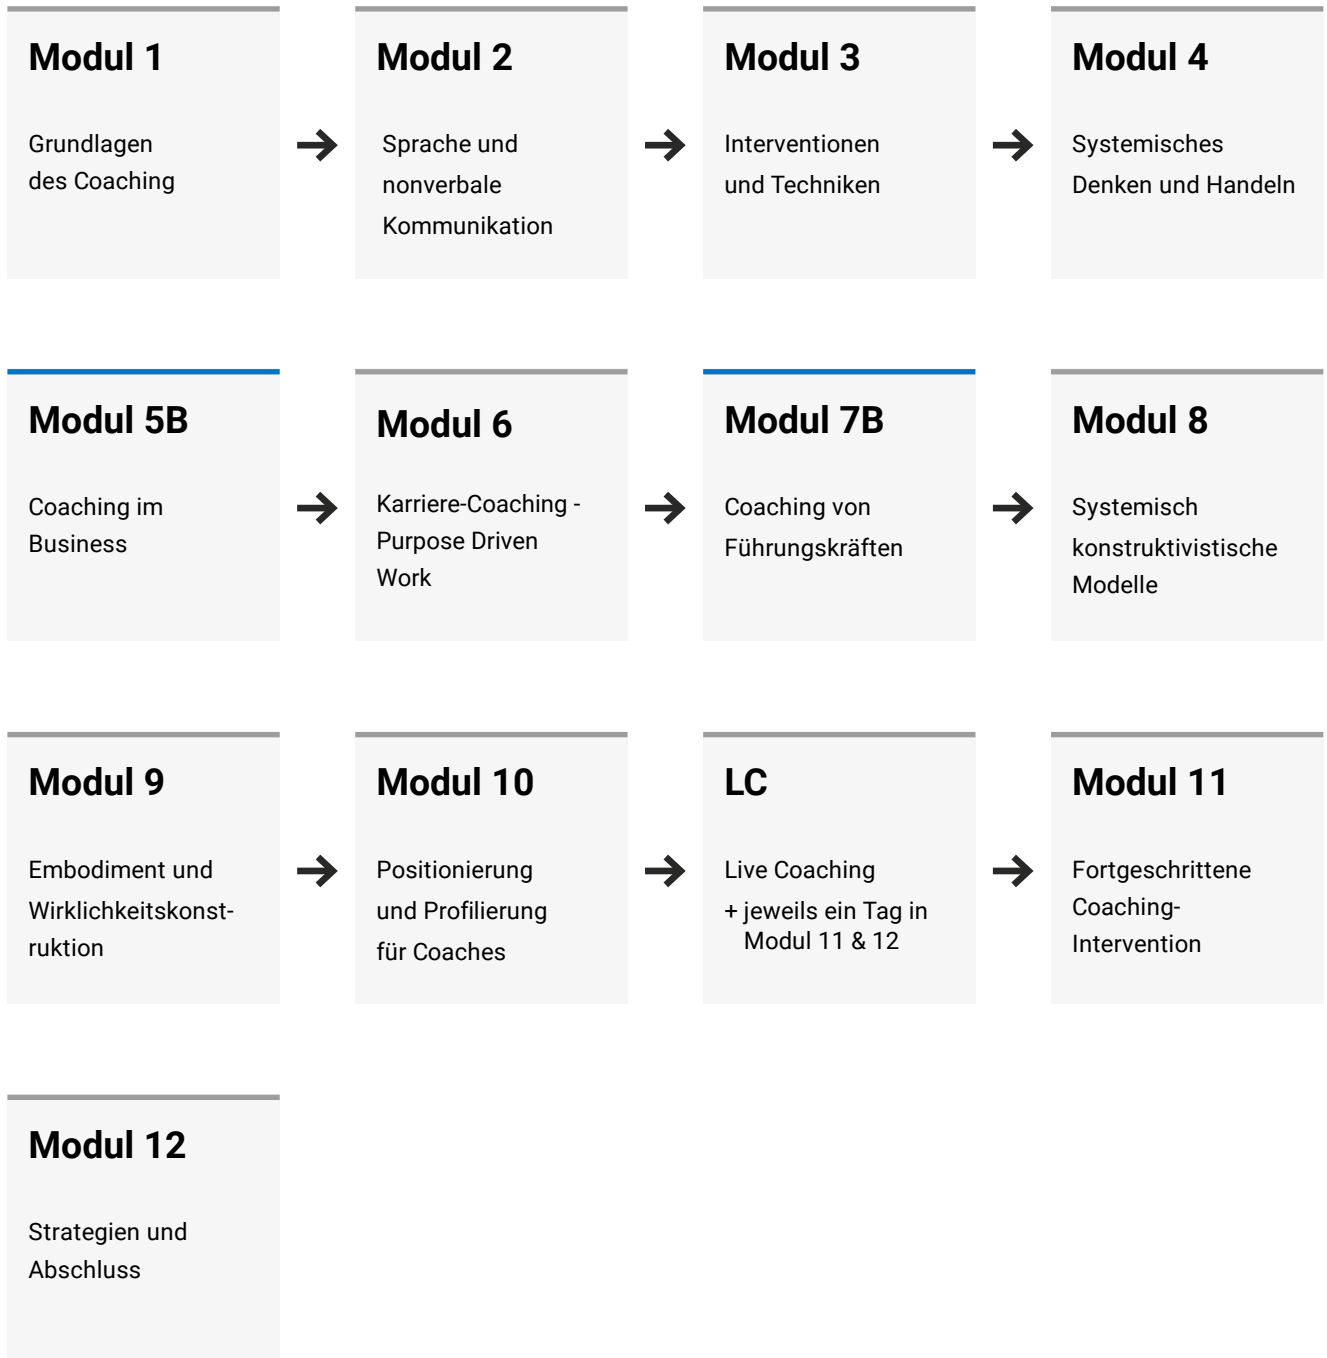 Modul 1
Grundlagen
des Coaching
Modul 2
Sprache und
nonverbale
Kommunikation
Modul 3
Interventionen
und Techniken
Modul 4
Systemisches
Denken und Handeln
Modul 5B
Coaching im
Business
Modul 6
Karriere-Coaching -
Purpose Driven
Work
Modul 7B
Coaching von
Führungskräften
Modul 8
Systemisch
konstruktivistische
Modelle
Modul 9
Embodiment und
Wirklichkeitskonst-
ruktion
Modul 10
Positionierung
und Profilierung
für Coaches
LC
Live Coaching
+ jeweils ein Tag in
Modul 11 & 12
Modul 11
Fortgeschrittene
Coaching-
Intervention
Modul 12
Strategien und
Abschluss